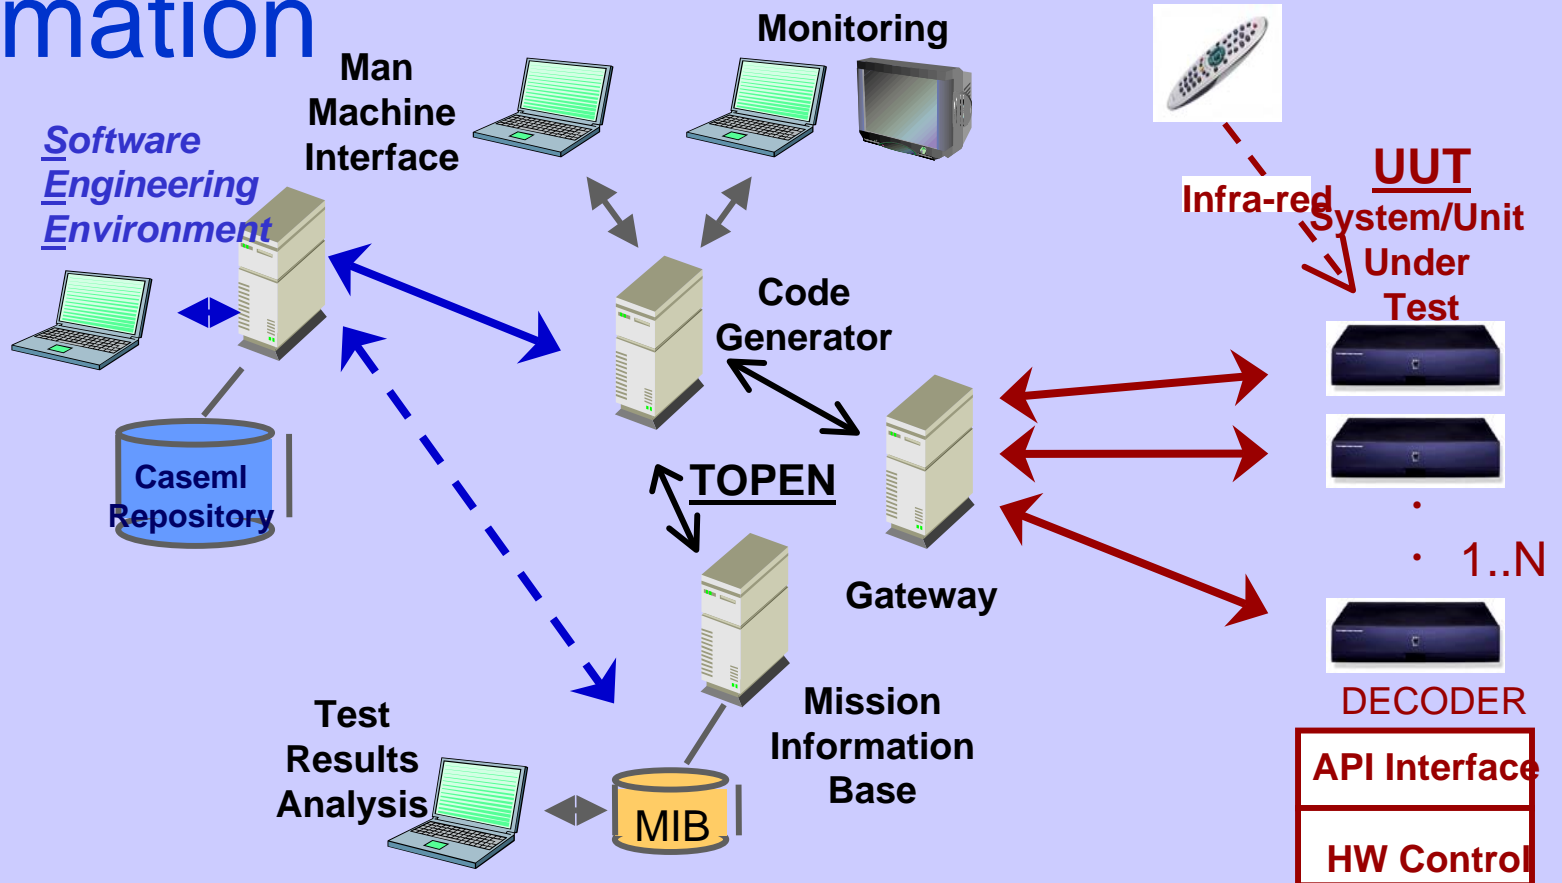 mation
Monitoring
Man
Machine
Interface
Software
Engineering
Environment
Infra-red
UUT
System/Unit
Under
Test
Code
Generator
Caseml
Repository
TOPEN
1..N
Gateway
DECODER
Test
Results
Analysis
Mission
Information
Base
MIB
API Interface
HW Control